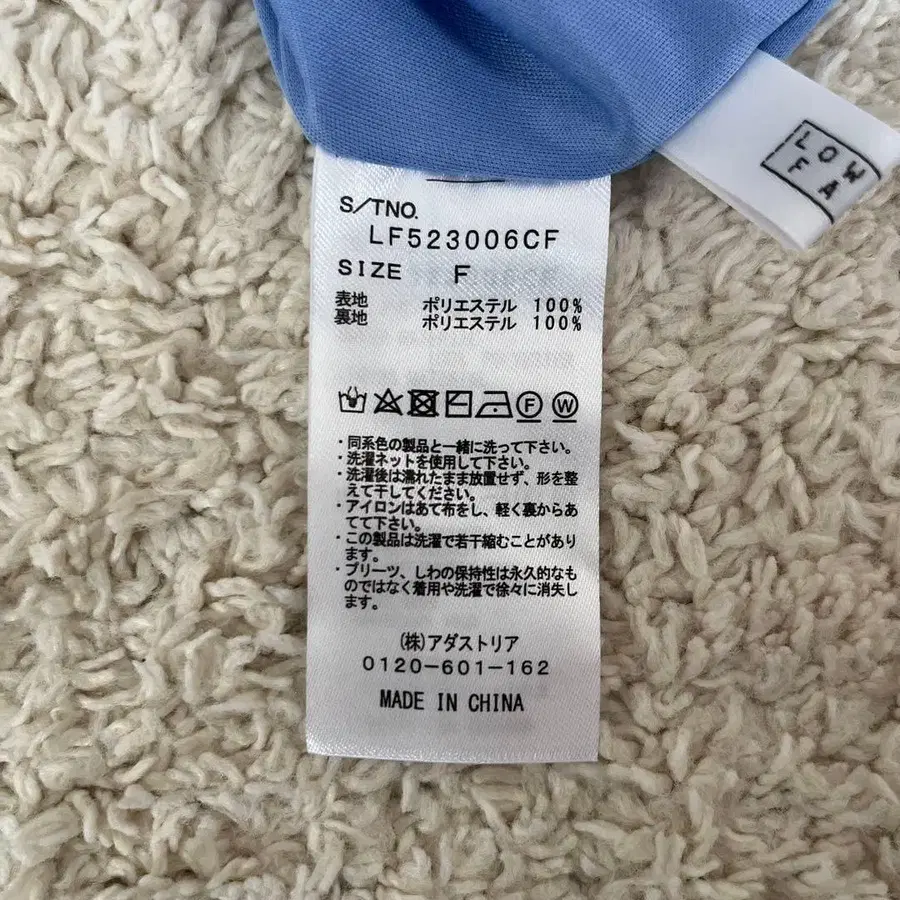 S/TNO.
LF523006CF
SIZE F
表地 ポリエステル 100%
裏地 ポリエステル 100%
F W
・同系色の製品と一緒に洗って下さい。
・洗濯ネットを使用して下さい。
・洗濯後は濡れたまま放置せず、形を整
えて干してください。
・アイロンはあて布をし、軽く裏からあ
てて下さい。
・この製品は洗濯で若干縮むことがあり
ます。
・プリーツ、しわの保持性は永久的なも
のではなく着用や洗濯で徐々に消失し
ます。
(株)アダストリア
0120-601-162
MADE IN CHINA
LOW
FA